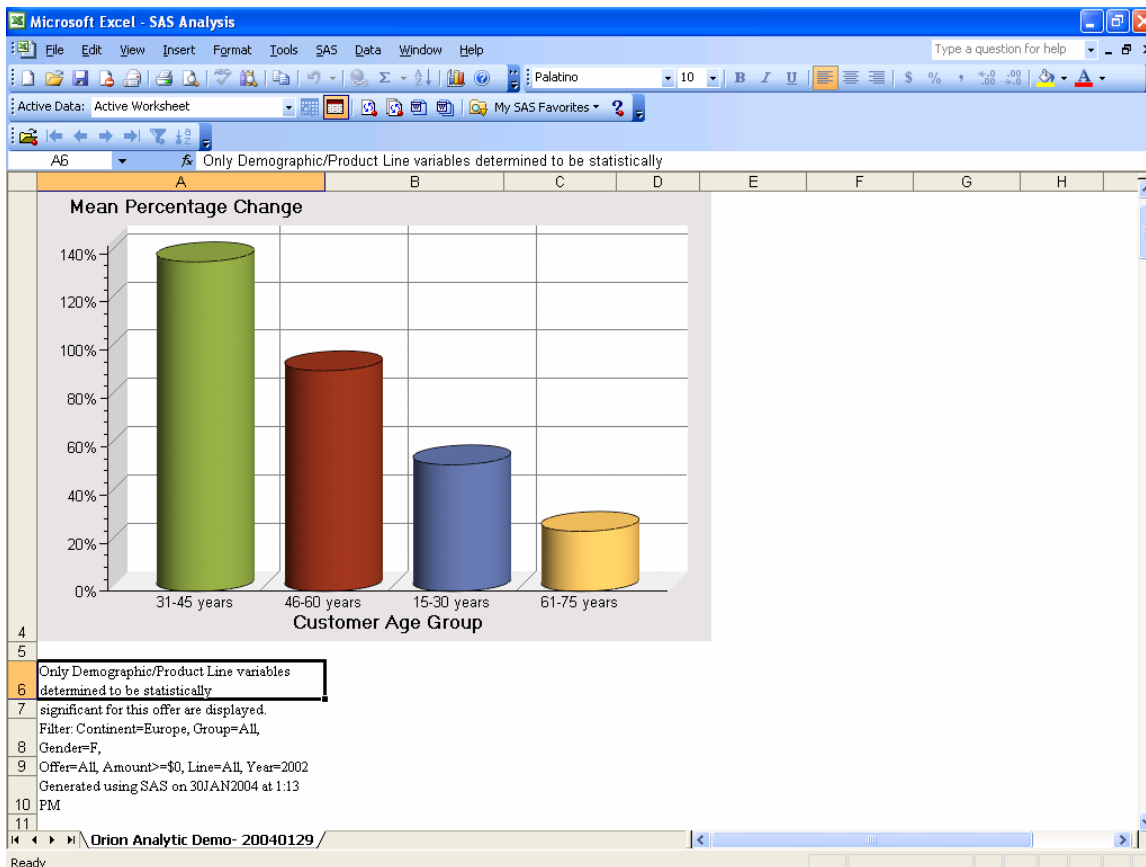 Microsoft Excel - SAS Analysis
File Edit View Insert Format Tools SAS Data Window Help
Type a question for help
Palatino 10 B I U $ %
Active Data: Active Worksheet My SAS Favorites
A6 fx Only Demographic/Product Line variables determined to be statistically
A B C D E F G H
Mean Percentage Change
140%
120%
100%
80%
60%
40%
20%
0%
31-45 years 46-60 years 15-30 years 61-75 years
Customer Age Group
4
5
Only Demographic/Product Line variables
6 determined to be statistically
7 significant for this offer are displayed.
Filter: Continent=Europe, Group=All,
8 Gender=F,
9 Offer=All, Amount>=$0, Line=All, Year=2002
Generated using SAS on 30JAN2004 at 1:13
10 PM
11
Orion Analytic Demo- 20040129
Ready